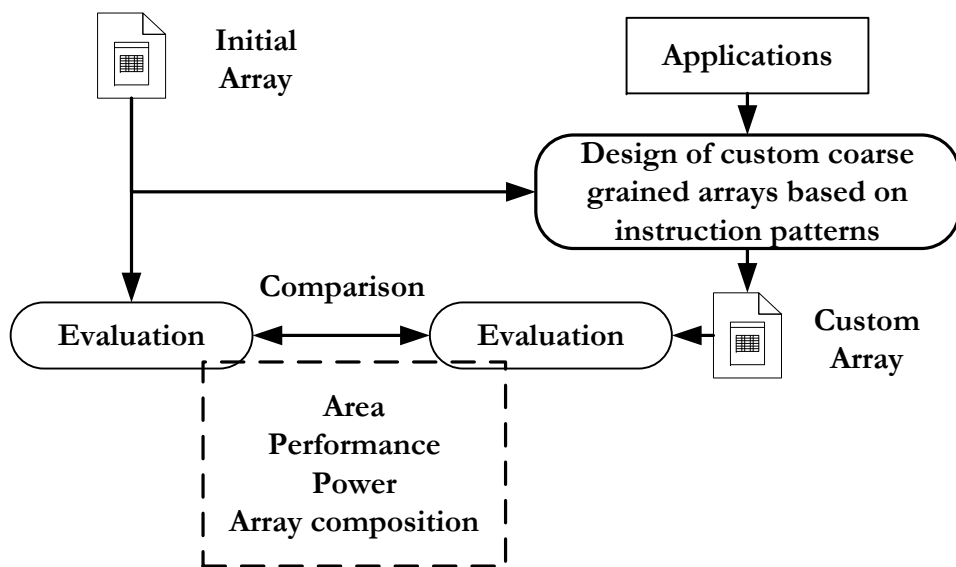 Initial
Array
Applications
Design of custom coarse
grained arrays based on
instruction patterns
Comparison
Evaluation
Evaluation
Custom
Array
Area
Performance
Power
Array composition